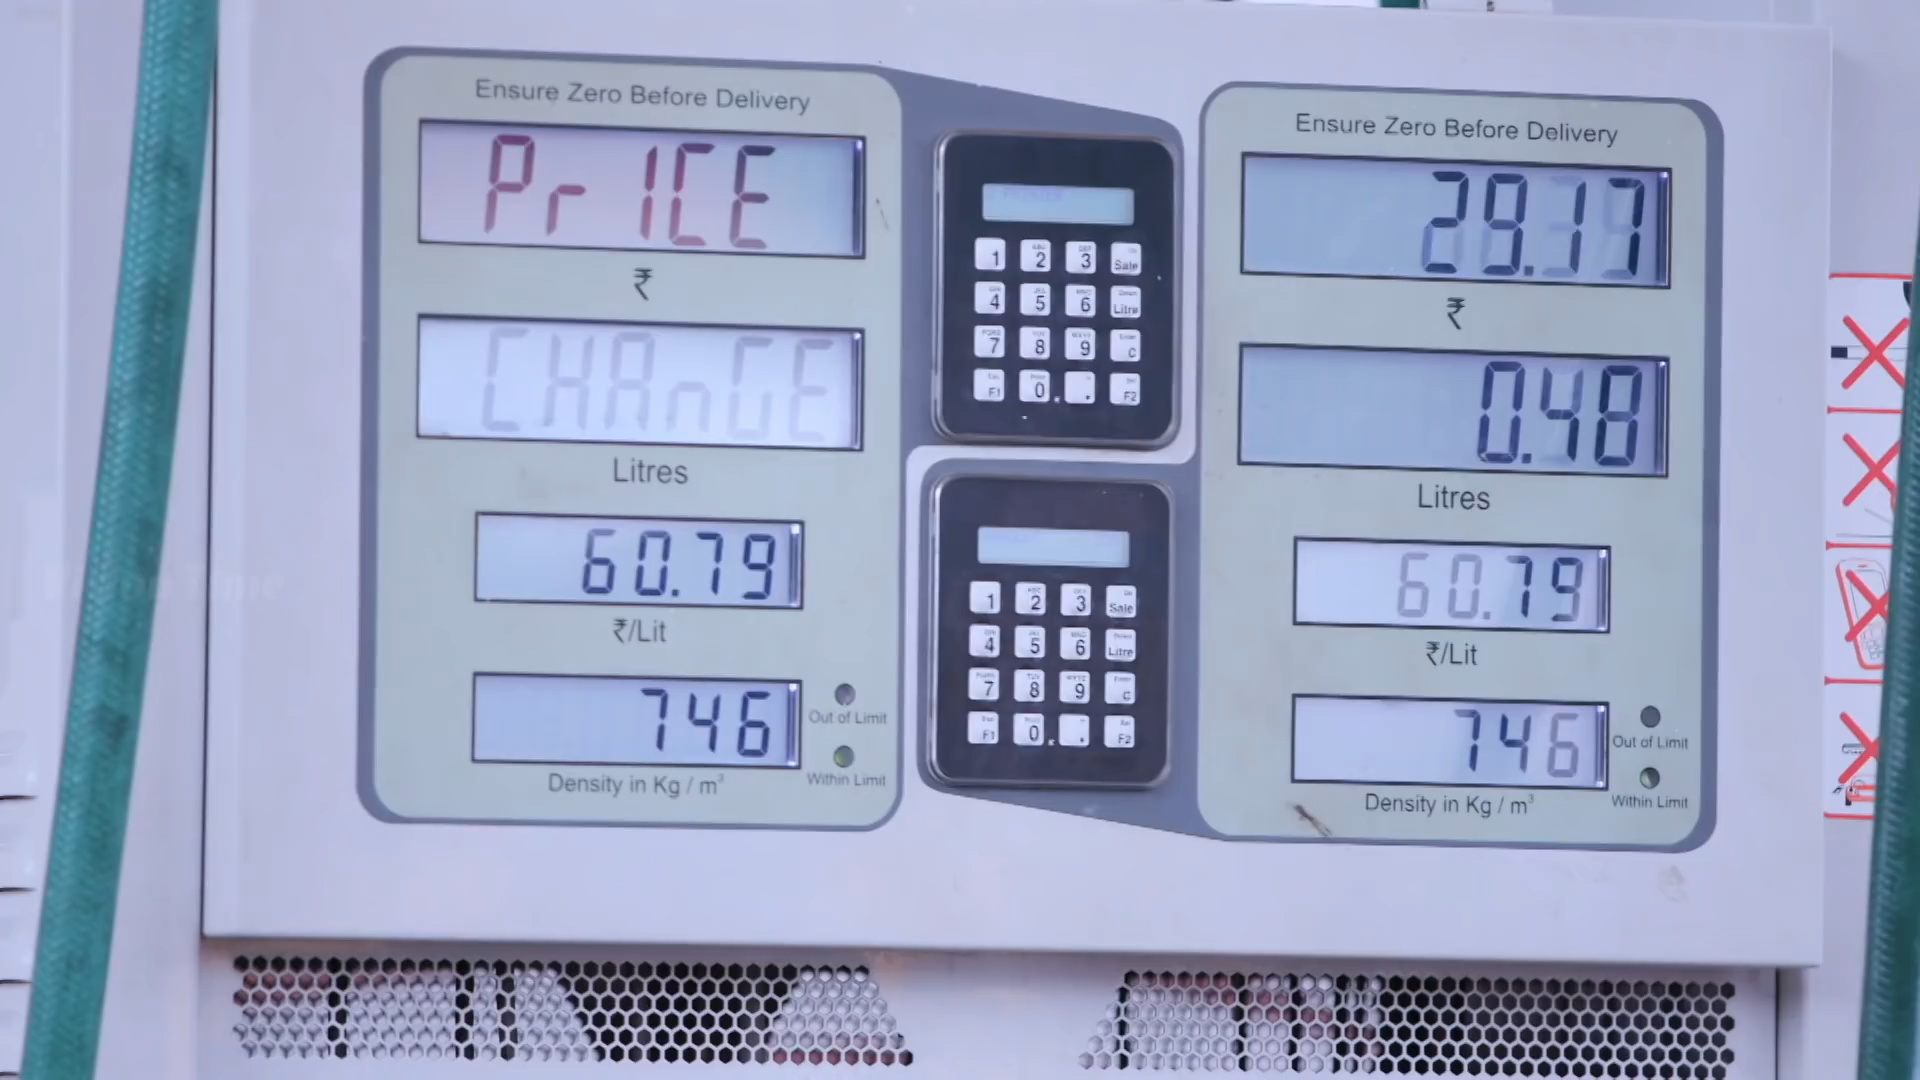 Ensure Zero Before Delivery
PrICE
₹
CHAnGE
Litres
60.79
₹/Lit
746
Out of Limit
Within Limit
Density in Kg / m³
1 2 3 Sale
4 5 6 Litre
7 8 9 C
F1 0 . F2
1 2 3 Sale
4 5 6 Litre
7 8 9 C
F1 0 . F2
Ensure Zero Before Delivery
29.17
₹
0.48
Litres
60.79
₹/Lit
746
Out of Limit
Within Limit
Density in Kg / m³